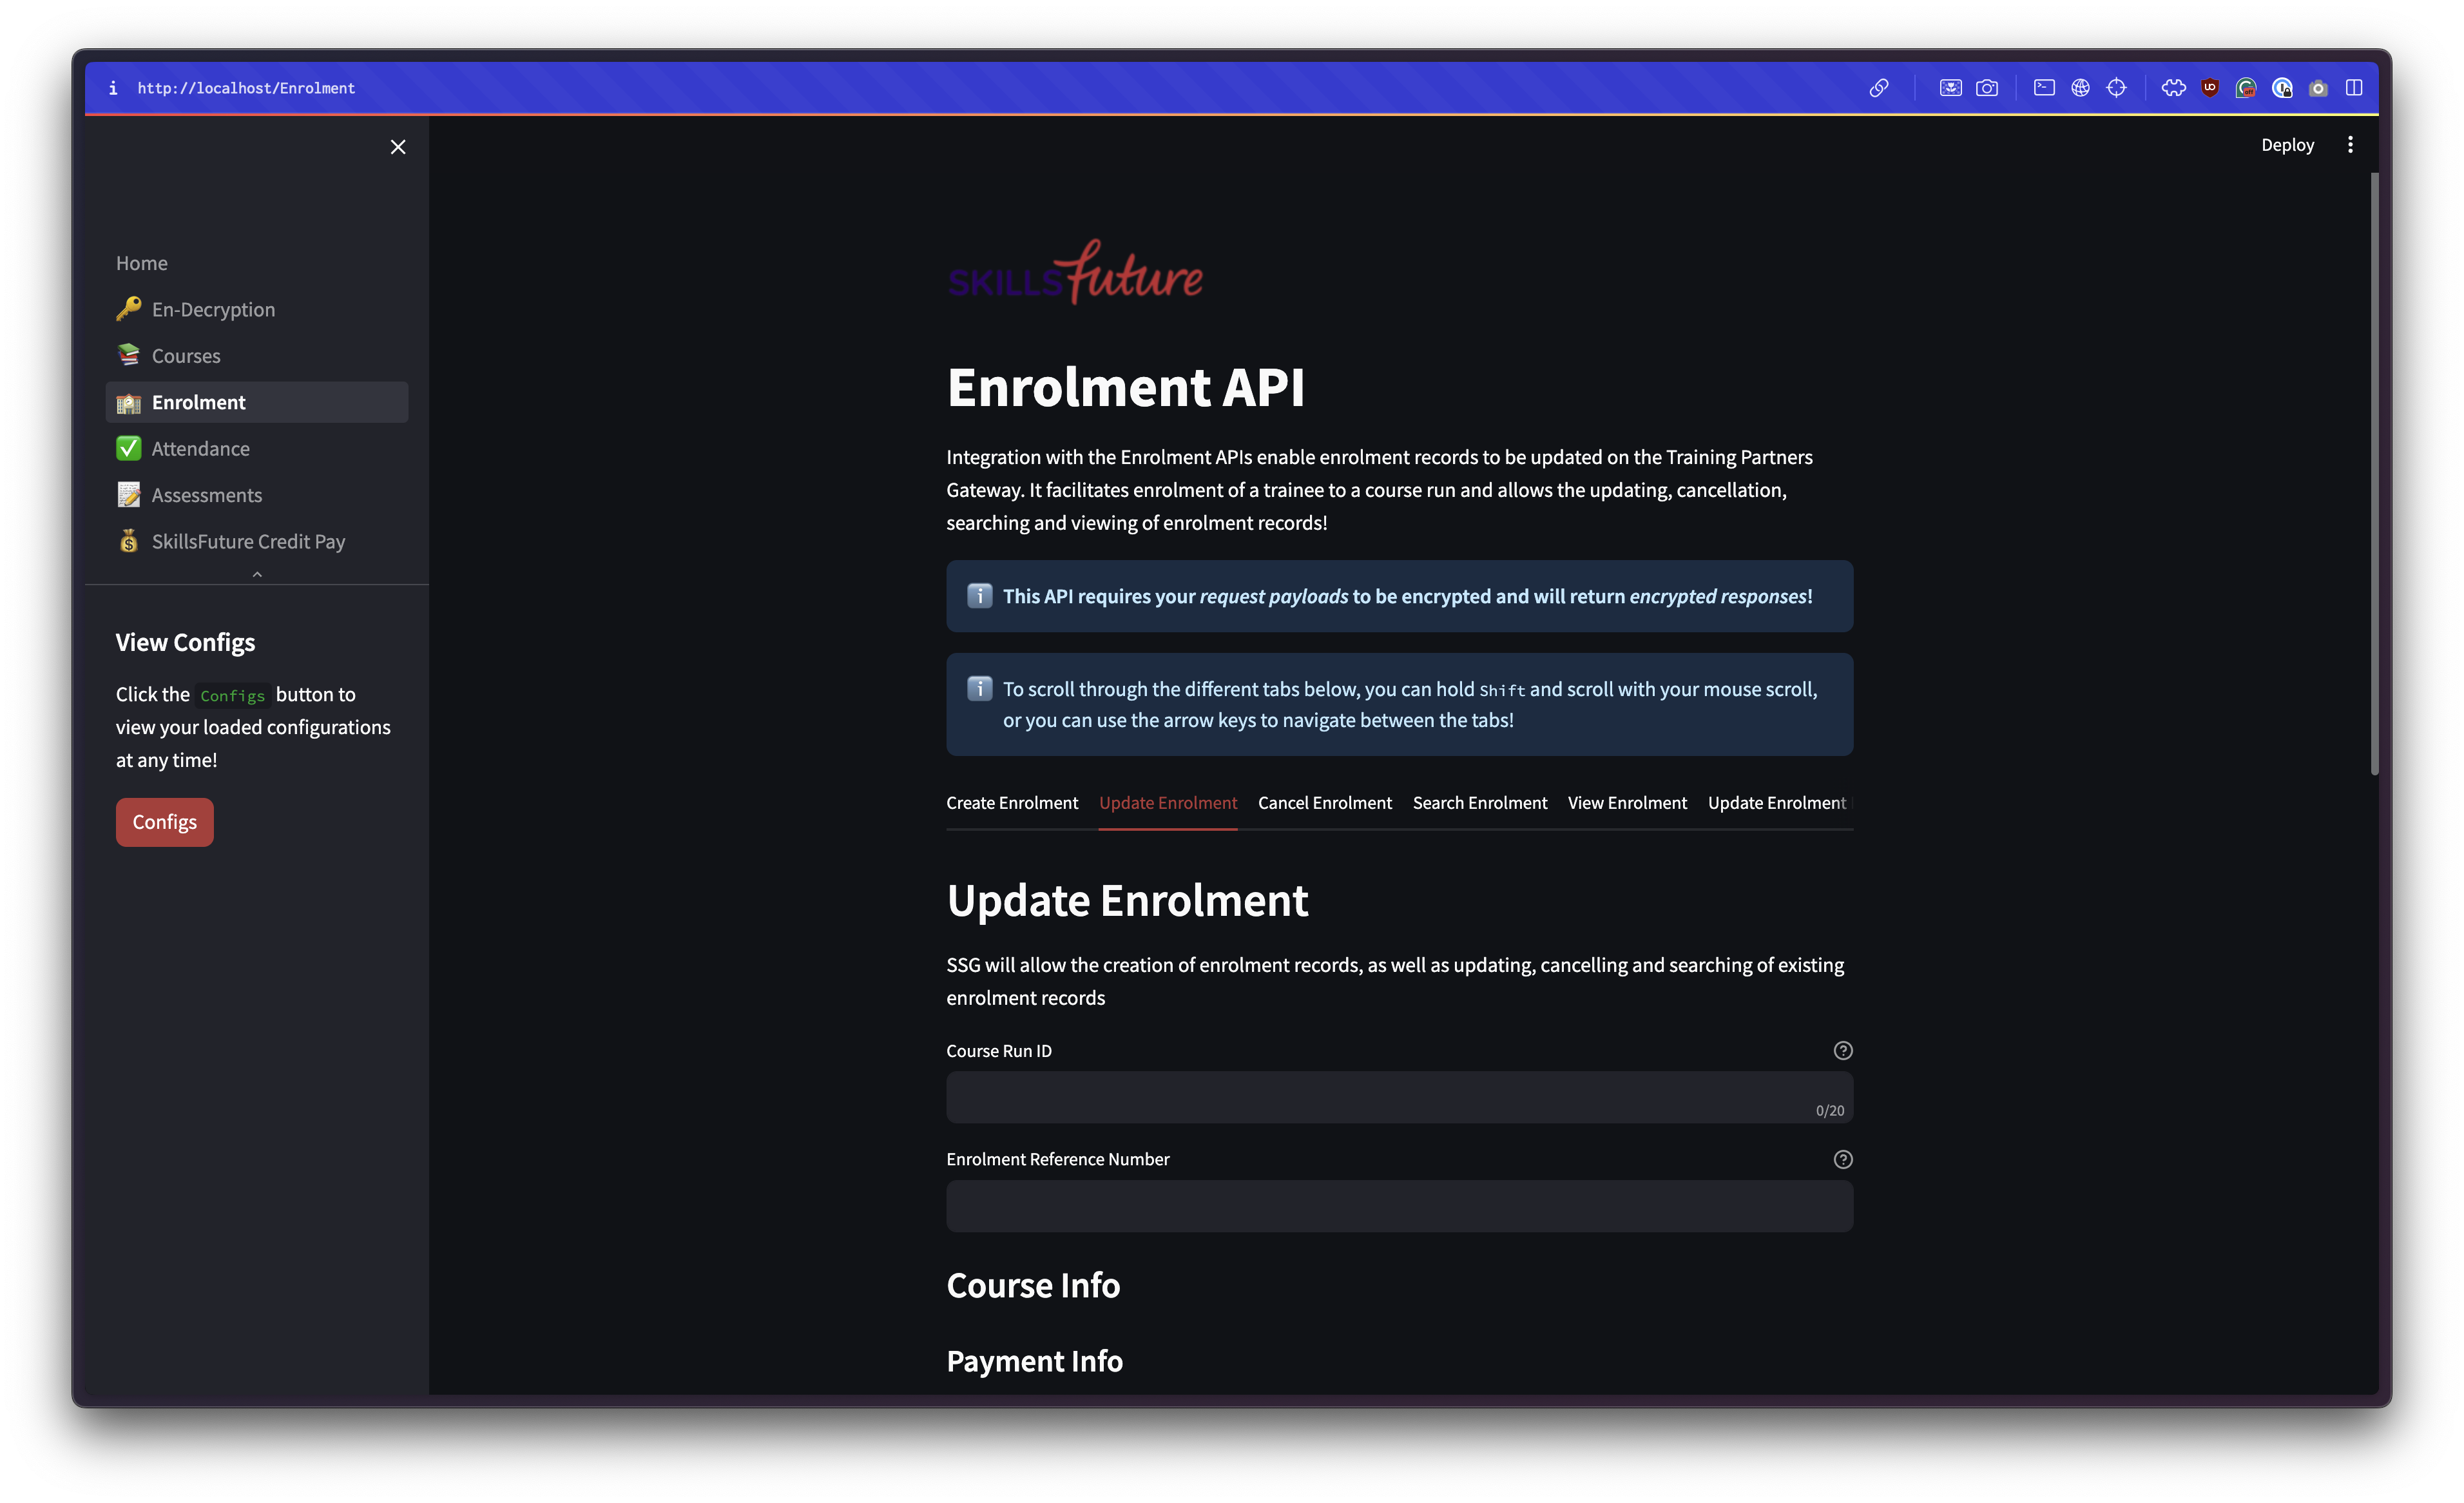 http://localhost/Enrolment
Deploy
Home
En-Decryption
Courses
Enrolment
Attendance
Assessments
SkillsFuture Credit Pay
View Configs
Click the Configs button to
view your loaded configurations
at any time!
Configs
SKILLSfuture
Enrolment API
Integration with the Enrolment APIs enable enrolment records to be updated on the Training Partners
Gateway. It facilitates enrolment of a trainee to a course run and allows the updating, cancellation,
searching and viewing of enrolment records!
This API requires your request payloads to be encrypted and will return encrypted responses!
To scroll through the different tabs below, you can hold Shift and scroll with your mouse scroll,
or you can use the arrow keys to navigate between the tabs!
Create Enrolment Update Enrolment Cancel Enrolment Search Enrolment View Enrolment Update Enrolment
Update Enrolment
SSG will allow the creation of enrolment records, as well as updating, cancelling and searching of existing
enrolment records
Course Run ID
0/20
Enrolment Reference Number
Course Info
Payment Info